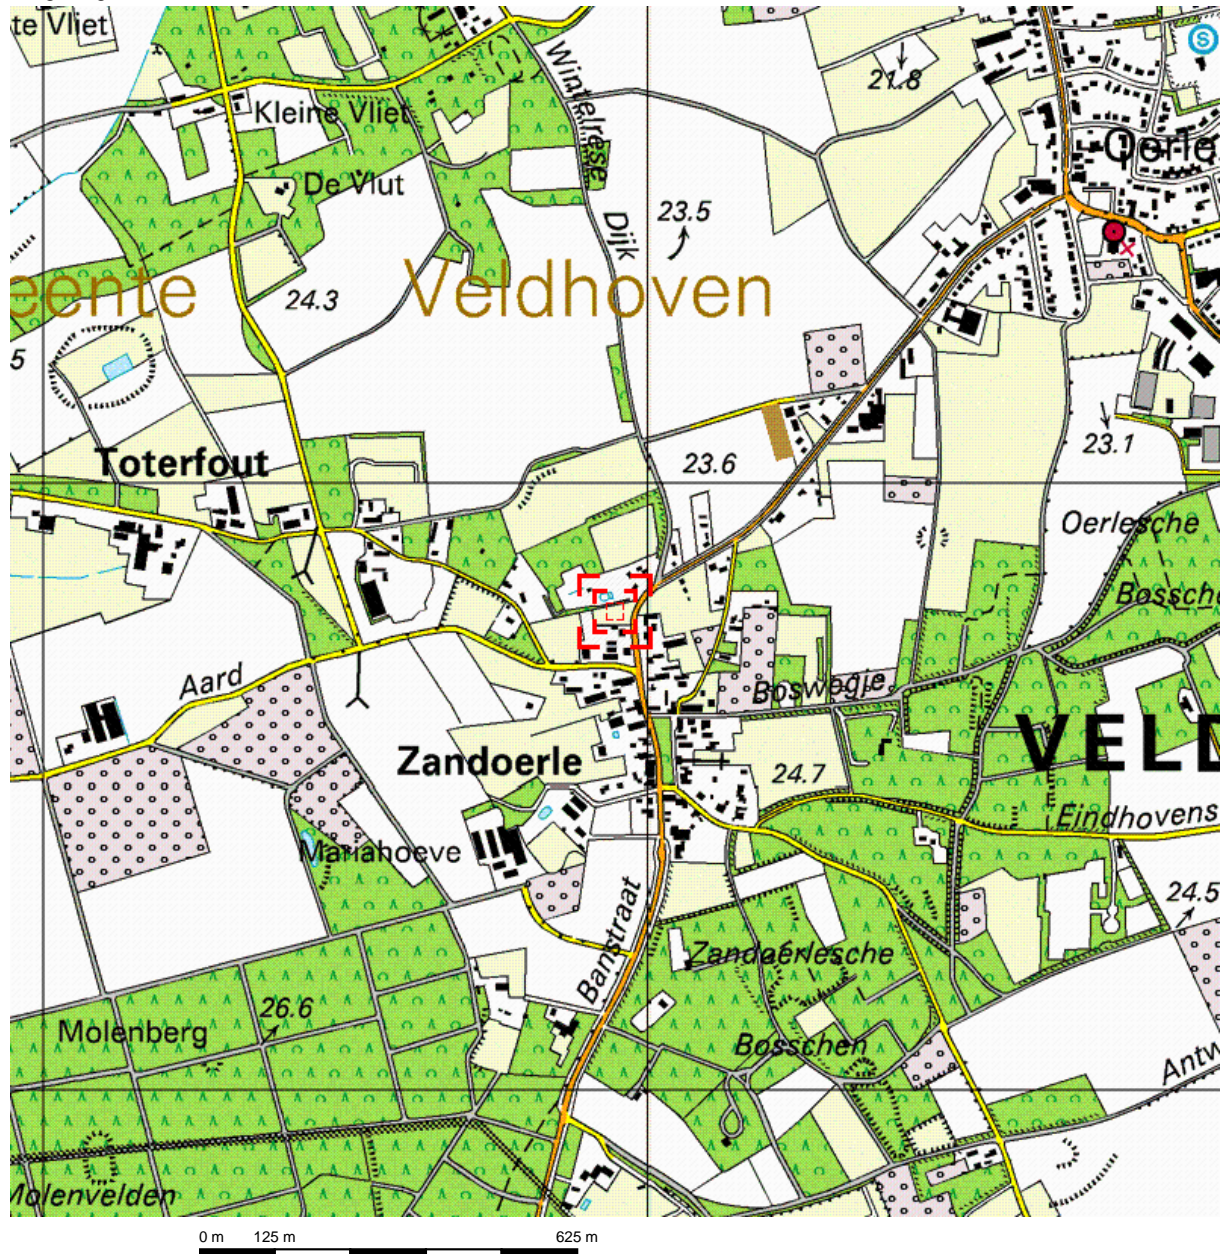 te Vliet
Wintelrese
Dijk
21.8
S
Kleine Vliet
Oerle
De Vlut
23.5
eente Veldhoven
24.3
5
23.1
Toterfout
23.6
Oerlesche
Bossche
Aard
Boswegje
VELD
Zandoerle
24.7
Eindhovens
Mariahoeve
24.5
Banstraat
Zandoerlesche
26.6
Molenberg
Bosschen
Antw
Molenvelden
0 m 125 m 625 m